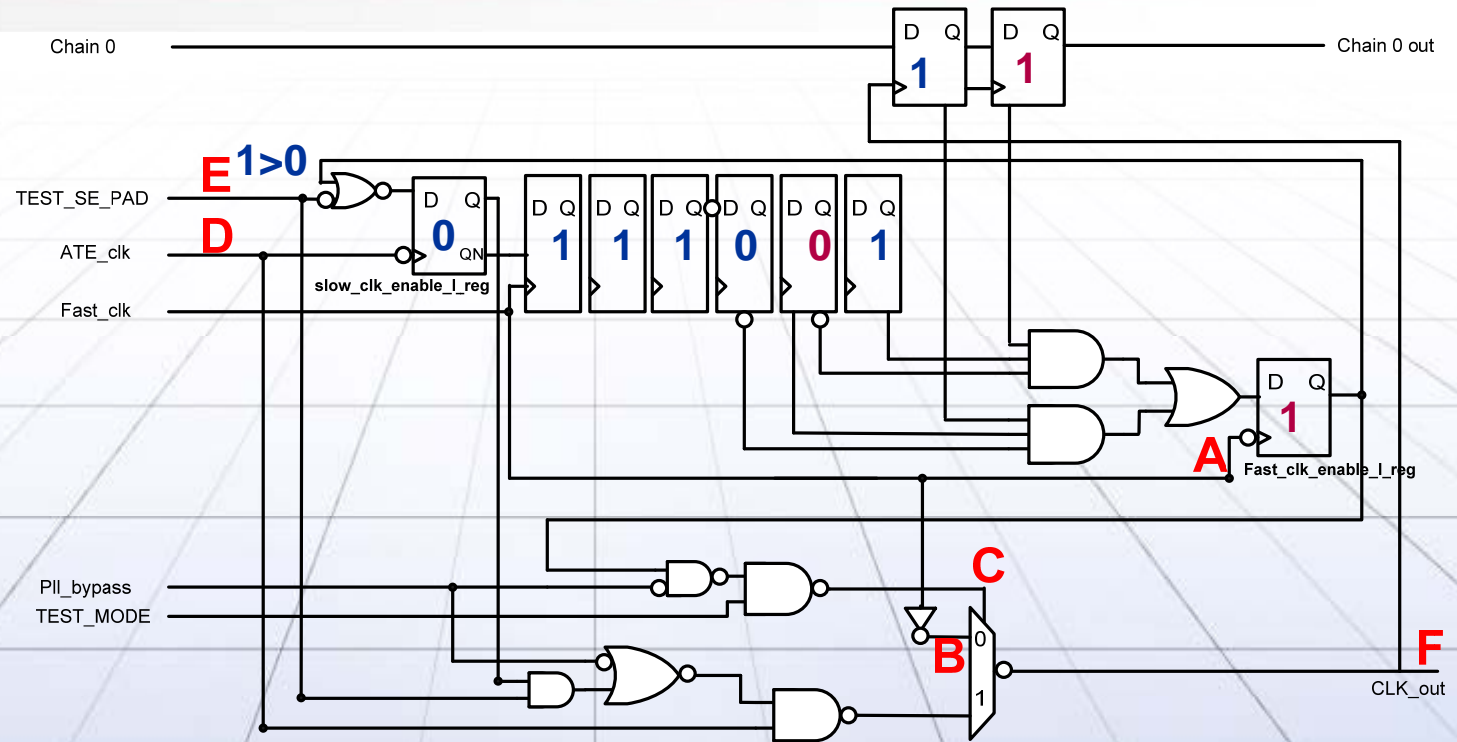 Chain 0
D Q
1
D Q
1
Chain 0 out
E
1>0
TEST_SE_PAD
D
ATE_clk
Fast_clk
D Q
0
QN
slow_clk_enable_l_reg
D Q
1
D Q
1
D Q
1
D Q
0
D Q
0
D Q
1
D Q
1
A
Fast_clk_enable_l_reg
Pll_bypass
TEST_MODE
C
0
B
1
F
CLK_out